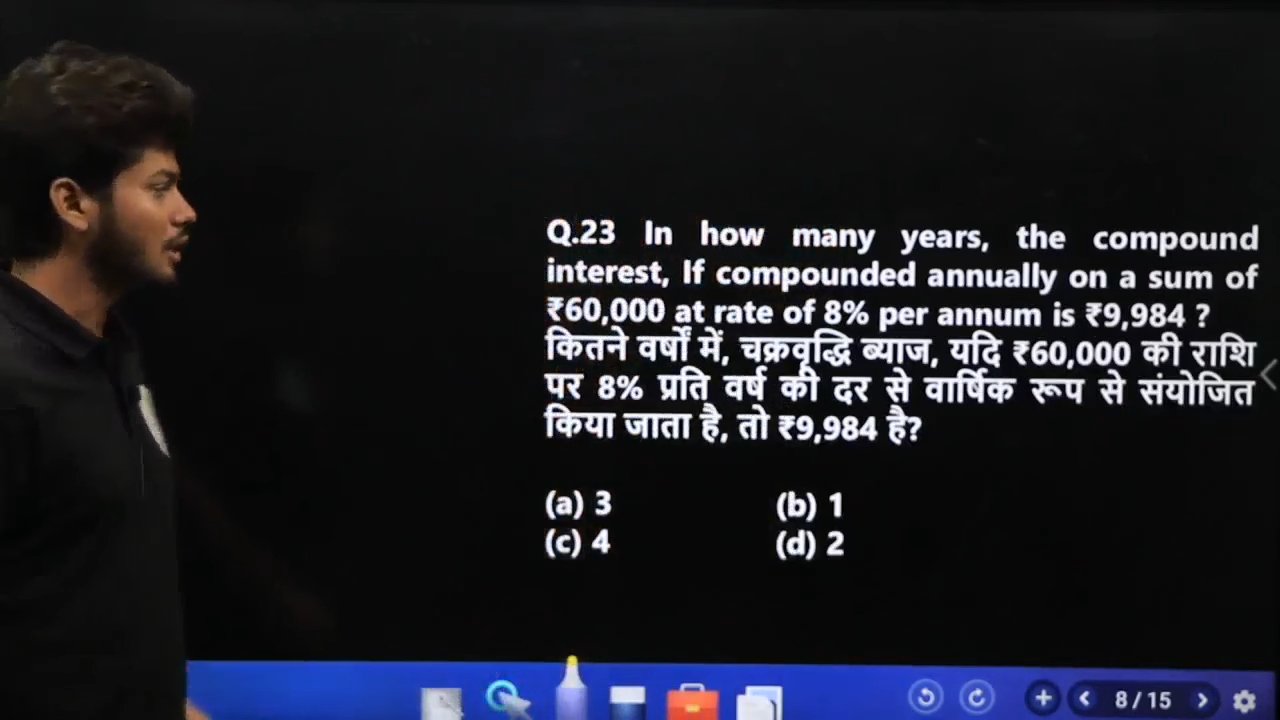 Q.23 In how many years, the compound
interest, If compounded annually on a sum of
₹60,000 at rate of 8% per annum is ₹9,984 ?
कितने वर्षों में, चक्रवृद्धि ब्याज, यदि ₹60,000 की राशि
पर 8% प्रति वर्ष की दर से वार्षिक रूप से संयोजित
किया जाता है, तो ₹9,984 है?
(a) 3 (b) 1
(c) 4 (d) 2
8 / 15